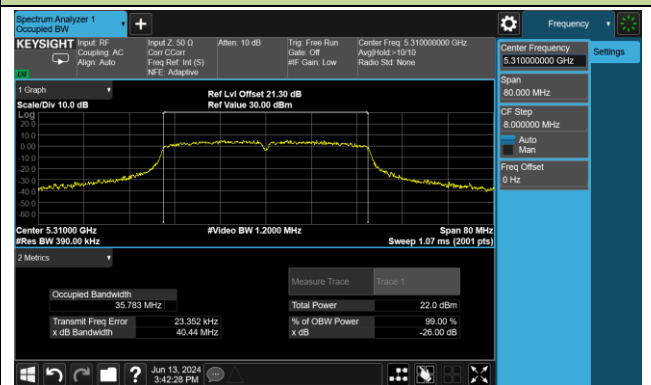 Spectrum Analyzer 1
Occupied BW
Frequency
KEYSIGHT
Input: RF
Coupling: AC
Align: Auto
Input Z: 50 Ω
Corr CCorr
Freq Ref: Int (S)
NFE: Adaptive
Atten: 10 dB
Trig: Free Run
Gate: Off
#IF Gain: Low
Center Freq: 5.310000000 GHz
Avg|Hold:>10/10
Radio Std: None
Center Frequency
5.310000000 GHz
Settings
Span
80.000 MHz
CF Step
8.000000 MHz
Auto
Man
Freq Offset
0 Hz
1 Graph
Scale/Div 10.0 dB
Ref Lvl Offset 21.30 dB
Ref Value 30.00 dBm
Log
20.0
10.0
0.00
-10.0
-20.0
-30.0
-40.0
-50.0
-60.0
Center 5.31000 GHz
#Res BW 390.00 kHz
#Video BW 1.2000 MHz
Span 80 MHz
Sweep 1.07 ms (2001 pts)
2 Metrics
Measure Trace
Trace 1
Occupied Bandwidth
35.783 MHz
Total Power
22.0 dBm
Transmit Freq Error
23.352 kHz
% of OBW Power
99.00 %
x dB Bandwidth
40.44 MHz
x dB
-26.00 dB
?
Jun 13, 2024
3:42:28 PM